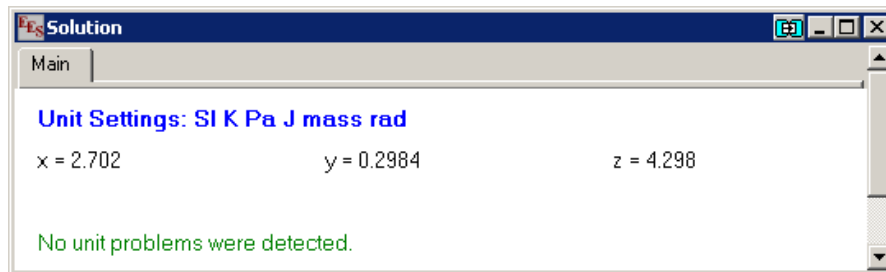 EES Solution
Main
Unit Settings: SI K Pa J mass rad
x = 2.702 y = 0.2984 z = 4.298
No unit problems were detected.